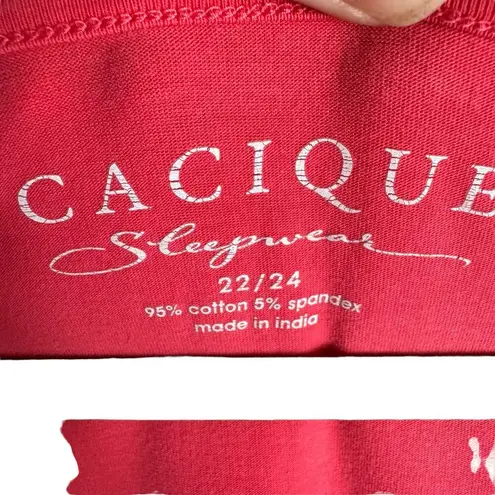 CACIQUE
Sleepwear
22/24
95% cotton 5% spandex
made in india